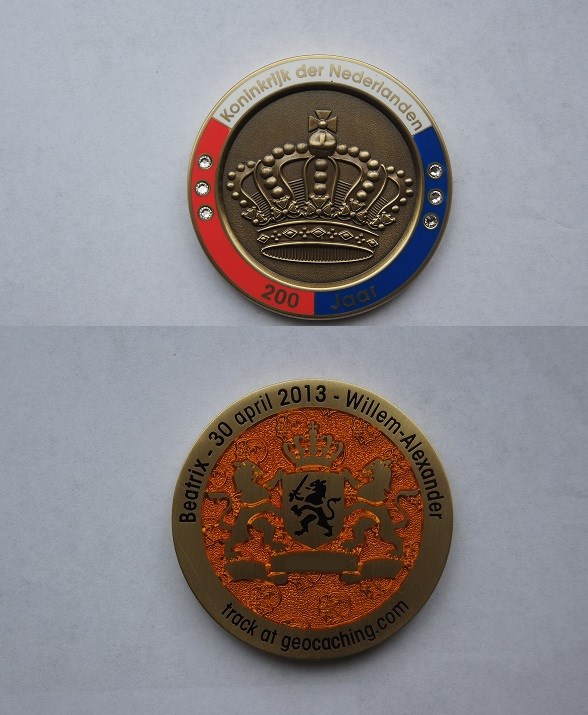 Koninkrijk der Nederlanden
200 Jaar
Beatrix - 30 april 2013 - Willem-Alexander
track at geocaching.com